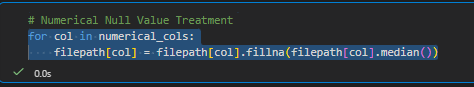 # Numerical Null Value Treatment
for col in numerical_cols:
    filepath[col] = filepath[col].fillna(filepath[col].median())
✓ 0.0s